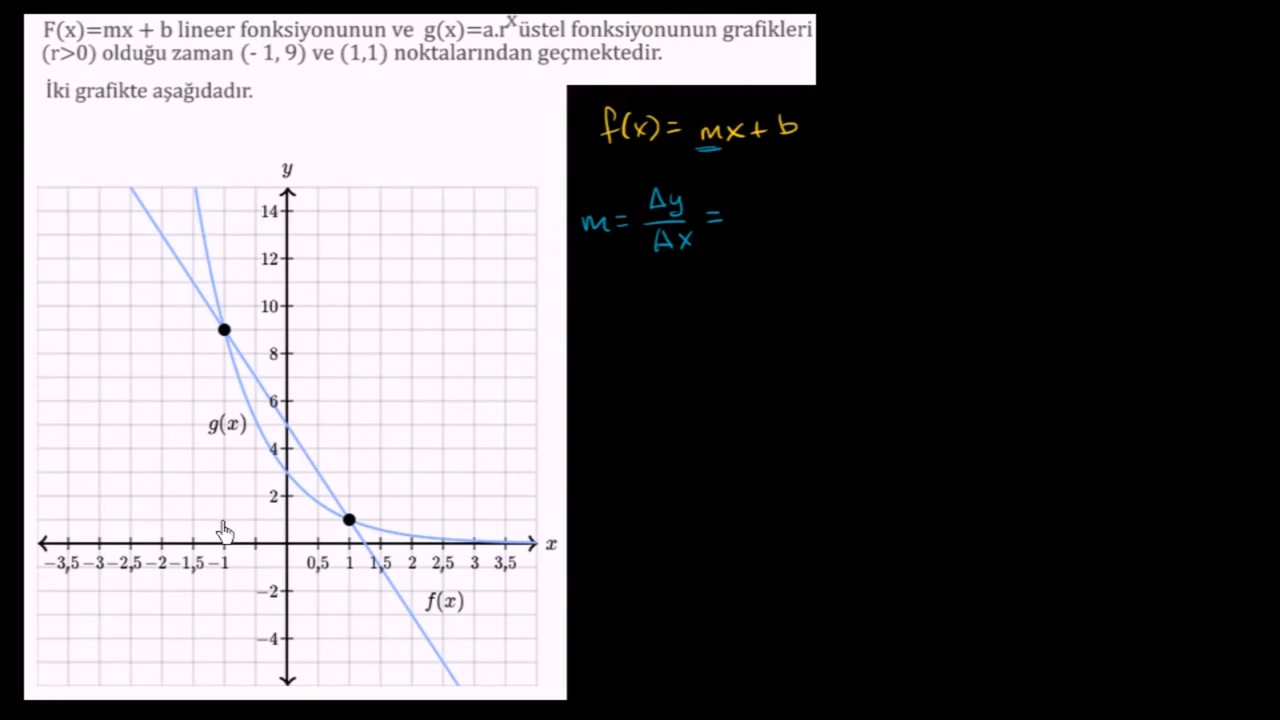 F(x)=mx + b lineer fonksiyonunun ve g(x)=a.r^x üstel fonksiyonunun grafikleri
(r>0) olduğu zaman (- 1, 9) ve (1,1) noktalarından geçmektedir.
İki grafikte aşağıdadır.
f(x)= mx+ b
m= Δy/Δx =
y
14
12
10
8
6
g(x)
4
2
x
−3,5 −3 −2,5 −2 −1,5 −1 0,5 1 1,5 2 2,5 3 3,5
−2
f(x)
−4